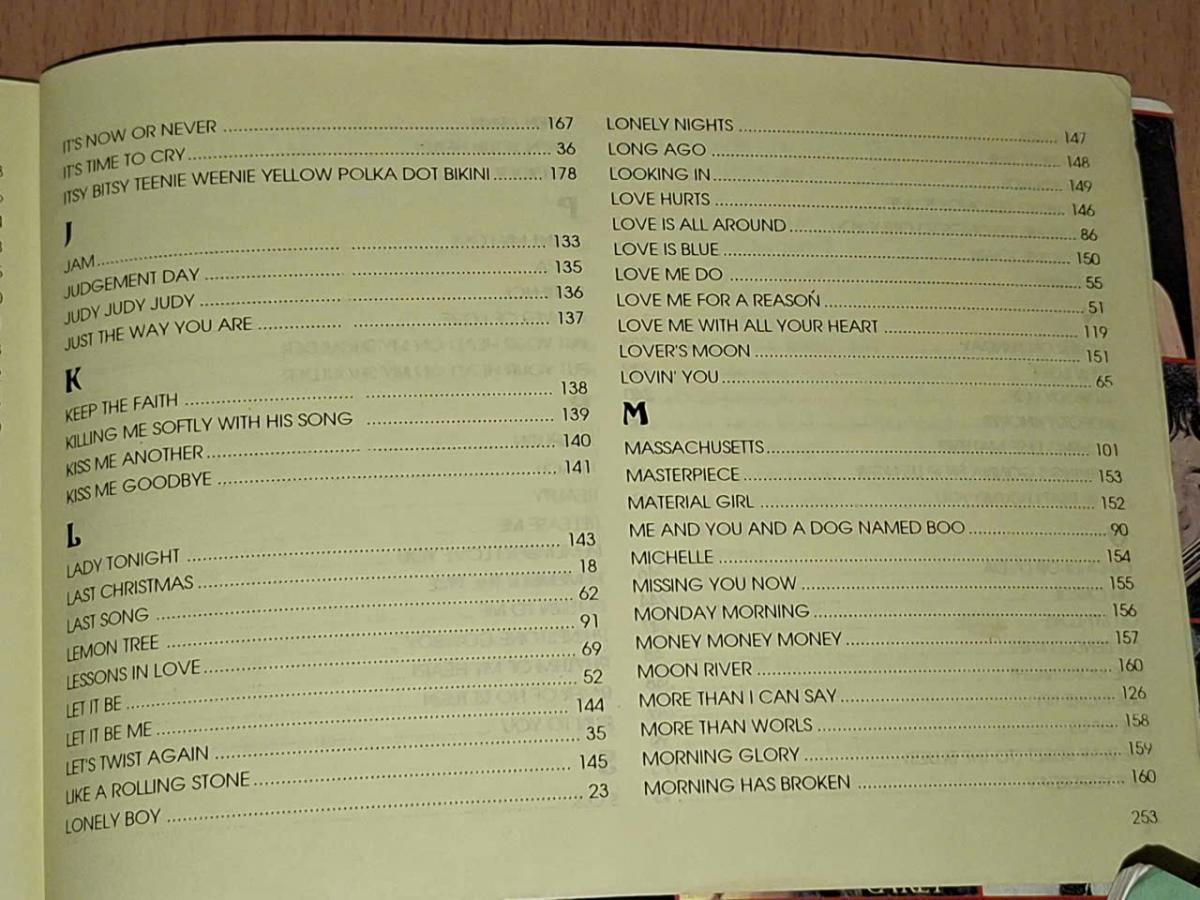 IT'S NOW OR NEVER ........ 167
IT'S TIME TO CRY ........ 36
ITSY BITSY TEENIE WEENIE YELLOW POLKA DOT BIKINI ........ 178
J
JAM ........ 133
JUDGEMENT DAY ........ 135
JUDY JUDY JUDY ........ 136
JUST THE WAY YOU ARE ........ 137
K
KEEP THE FAITH ........ 138
KILLING ME SOFTLY WITH HIS SONG ........ 139
KISS ME ANOTHER ........ 140
KISS ME GOODBYE ........ 141
L
LADY TONIGHT ........ 143
LAST CHRISTMAS ........ 18
LAST SONG ........ 62
LEMON TREE ........ 91
LESSONS IN LOVE ........ 69
LET IT BE ........ 52
LET IT BE ME ........ 144
LET'S TWIST AGAIN ........ 35
LIKE A ROLLING STONE ........ 145
LONELY BOY ........ 23
LONELY NIGHTS ........ 147
LONG AGO ........ 148
LOOKING IN ........ 149
LOVE HURTS ........ 146
LOVE IS ALL AROUND ........ 86
LOVE IS BLUE ........ 150
LOVE ME DO ........ 55
LOVE ME FOR A REASON ........ 51
LOVE ME WITH ALL YOUR HEART ........ 119
LOVER'S MOON ........ 151
LOVIN' YOU ........ 65
M
MASSACHUSETTS ........ 101
MASTERPIECE ........ 153
MATERIAL GIRL ........ 152
ME AND YOU AND A DOG NAMED BOO ........ 90
MICHELLE ........ 154
MISSING YOU NOW ........ 155
MONDAY MORNING ........ 156
MONEY MONEY MONEY ........ 157
MOON RIVER ........ 160
MORE THAN I CAN SAY ........ 126
MORE THAN WORLS ........ 158
MORNING GLORY ........ 159
MORNING HAS BROKEN ........ 160
253